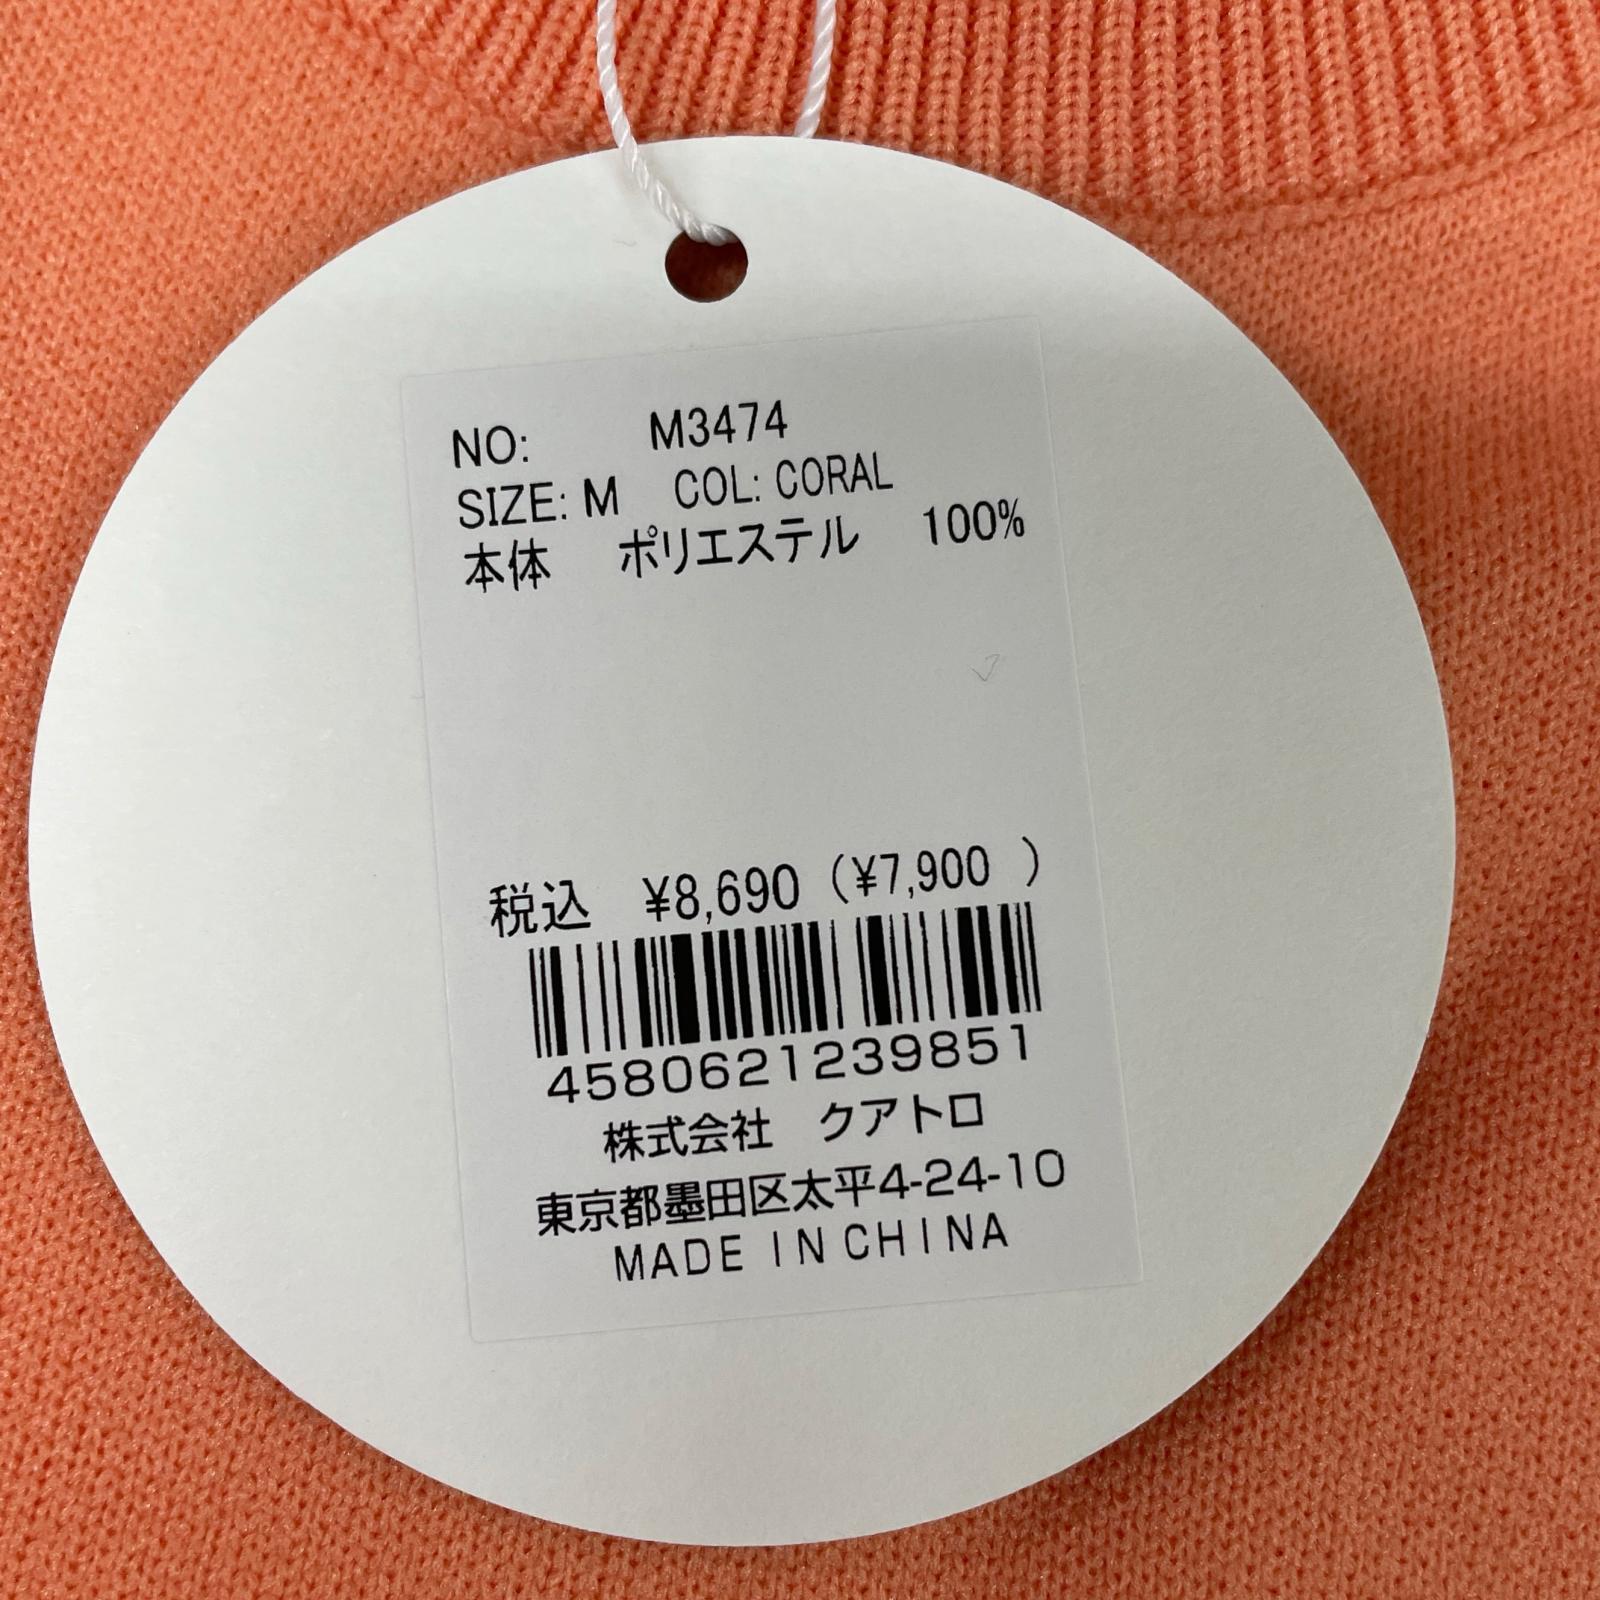 NO: M3474
SIZE: M COL: CORAL
本体 ポリエステル 100%
税込 ¥8,690 (¥7,900 )
4580621239851
株式会社 クアトロ
東京都墨田区太平4-24-10
MADE IN CHINA